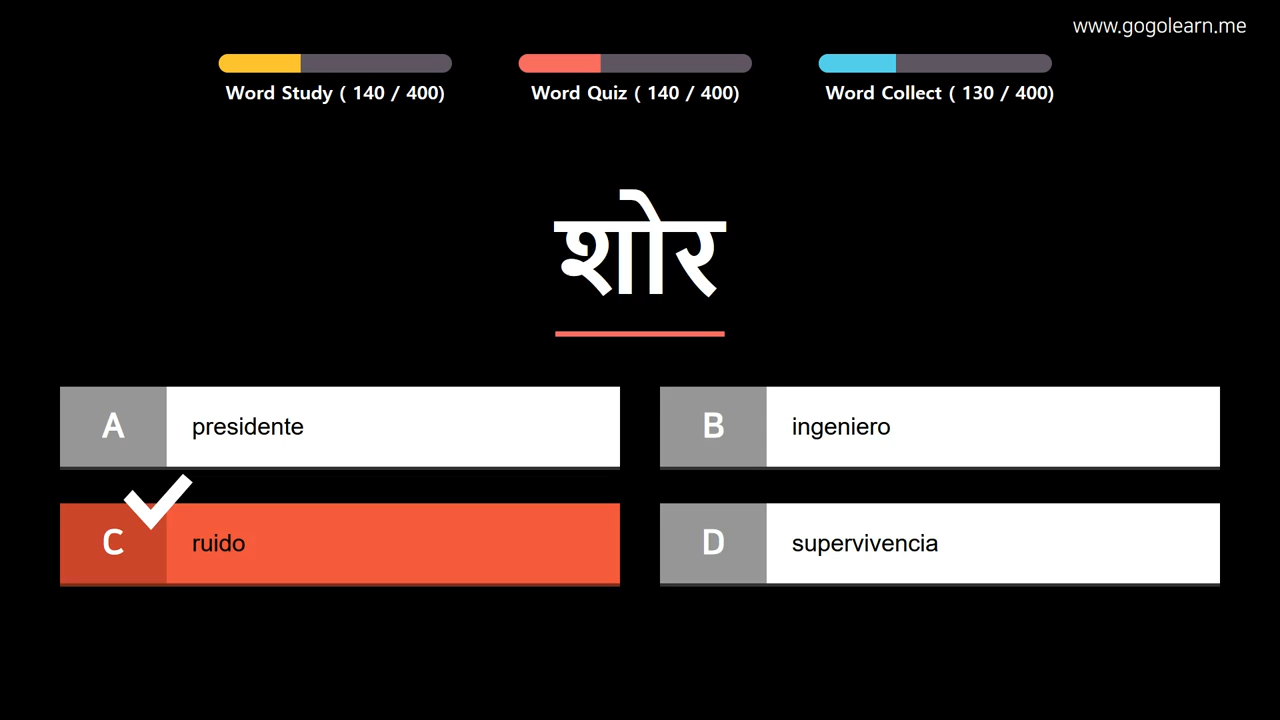 www.gogolearn.me
Word Study ( 140 / 400)
Word Quiz ( 140 / 400)
Word Collect ( 130 / 400)
शोर
A presidente
B ingeniero
C ruido
D supervivencia